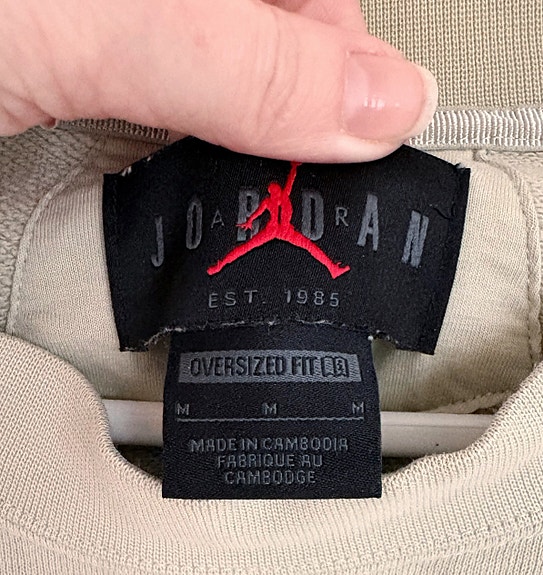 JORDAN
AIR
EST. 1985
OVERSIZED FIT
M M M
MADE IN CAMBODIA
FABRIQUE AU
CAMBODGE